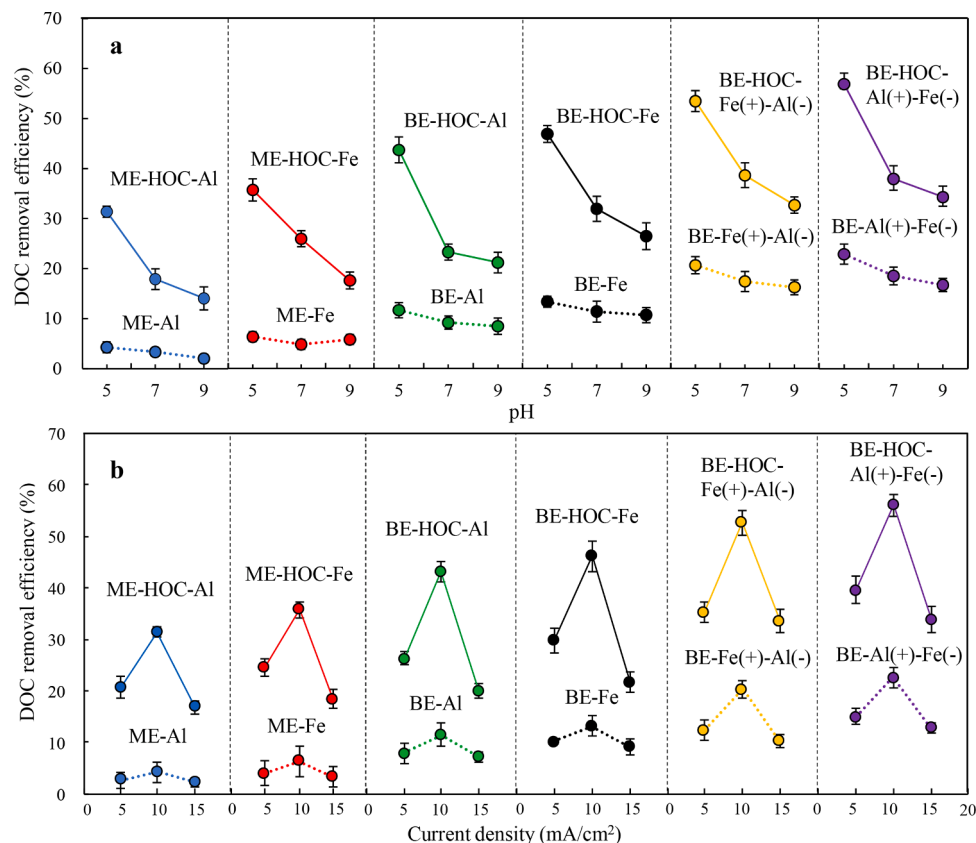 70
60
50
40
30
20
10
0
DOC removal efficiency (%)
a
ME-HOC-Al
ME-Al
ME-HOC-Fe
ME-Fe
BE-HOC-Al
BE-Al
BE-HOC-Fe
BE-Fe
BE-HOC-
Fe(+)-Al(-)
BE-Fe(+)-Al(-)
BE-HOC-
Al(+)-Fe(-)
BE-Al(+)-Fe(-)
5 7 9 5 7 9 5 7 9 5 7 9 5 7 9 5 7 9
pH
70
60
50
40
30
20
10
0
DOC removal efficiency (%)
b
ME-HOC-Al
ME-Al
ME-HOC-Fe
ME-Fe
BE-HOC-Al
BE-Al
BE-HOC-Fe
BE-Fe
BE-HOC-
Fe(+)-Al(-)
BE-Fe(+)-Al(-)
BE-HOC-
Al(+)-Fe(-)
BE-Al(+)-Fe(-)
0 5 10 15 0 5 10 15 0 5 10 15 0 5 10 15 0 5 10 15 0 5 10 15 20
Current density (mA/cm²)